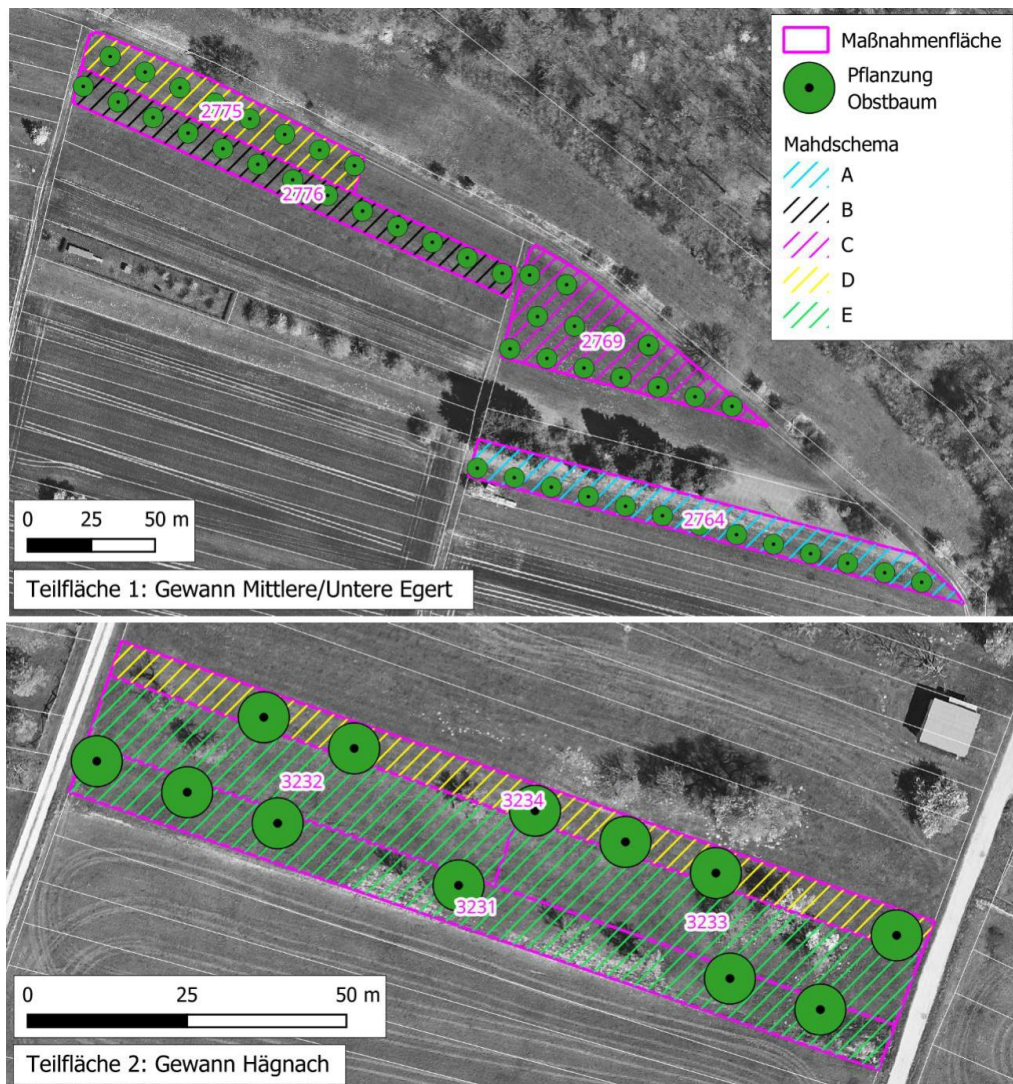 Maßnahmenfläche
Pflanzung
Obstbaum
Mahdschema
A
B
C
D
E
2775
2776
2769
2764
0 25 50 m
Teilfläche 1: Gewann Mittlere/Untere Egert
3232
3234
3231
3233
0 25 50 m
Teilfläche 2: Gewann Hägnach